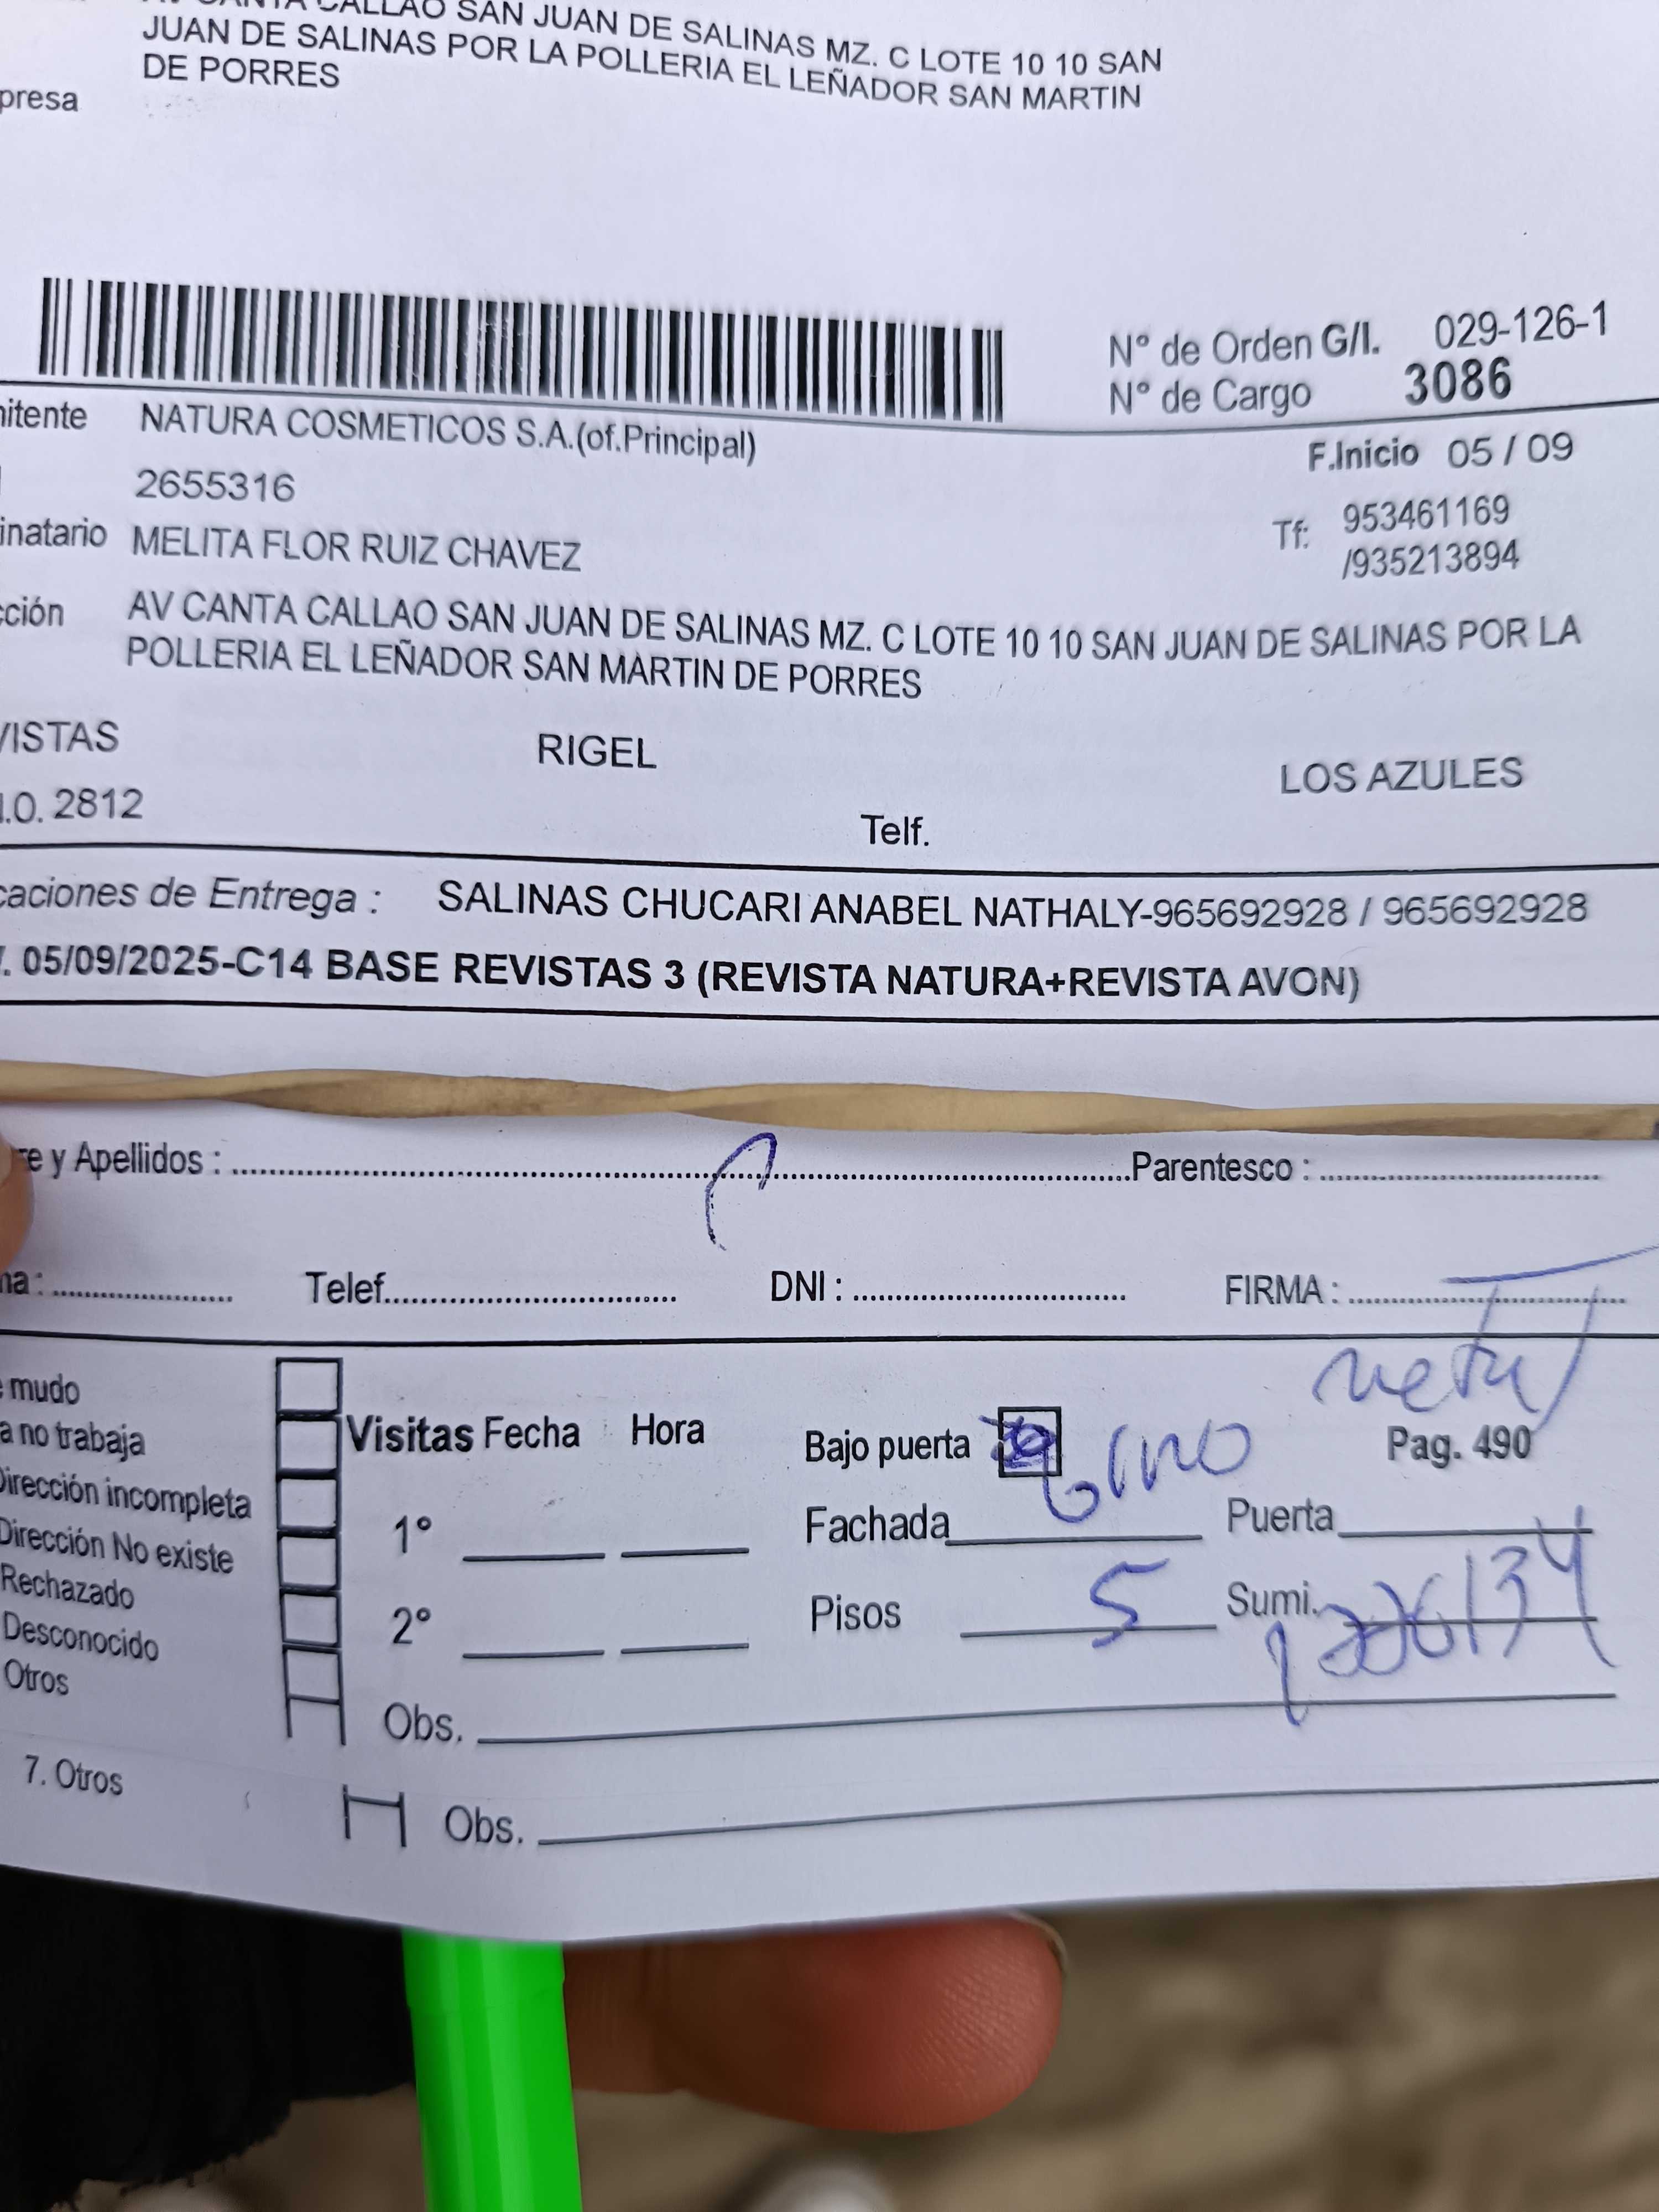 CANTA CALLAO SAN JUAN DE SALINAS MZ. C LOTE 10 10 SAN
JUAN DE SALINAS POR LA POLLERIA EL LEÑADOR SAN MARTIN
DE PORRES
presa
Nº de Orden G/I. 029-126-1
Nº de Cargo 3086
nitente NATURA COSMETICOS S.A.(of.Principal)
F.Inicio 05 / 09
2655316
Tf: 953461169
/935213894
inatario MELITA FLOR RUIZ CHAVEZ
cción AV CANTA CALLAO SAN JUAN DE SALINAS MZ. C LOTE 10 10 SAN JUAN DE SALINAS POR LA
POLLERIA EL LEÑADOR SAN MARTIN DE PORRES
VISTAS RIGEL LOS AZULES
I.O. 2812 Telf.
caciones de Entrega : SALINAS CHUCARI ANABEL NATHALY-965692928 / 965692928
. 05/09/2025-C14 BASE REVISTAS 3 (REVISTA NATURA+REVISTA AVON)
re y Apellidos : Parentesco :
na : Telef. DNI : FIRMA :
mudo
a no trabaja Visitas Fecha Hora Bajo puerta Pag. 490
Dirección incompleta
1° Fachada Puerta
Dirección No existe
Rechazado
2° Pisos 5 Sumi.
Desconocido
Otros
Obs.
7. Otros Obs.